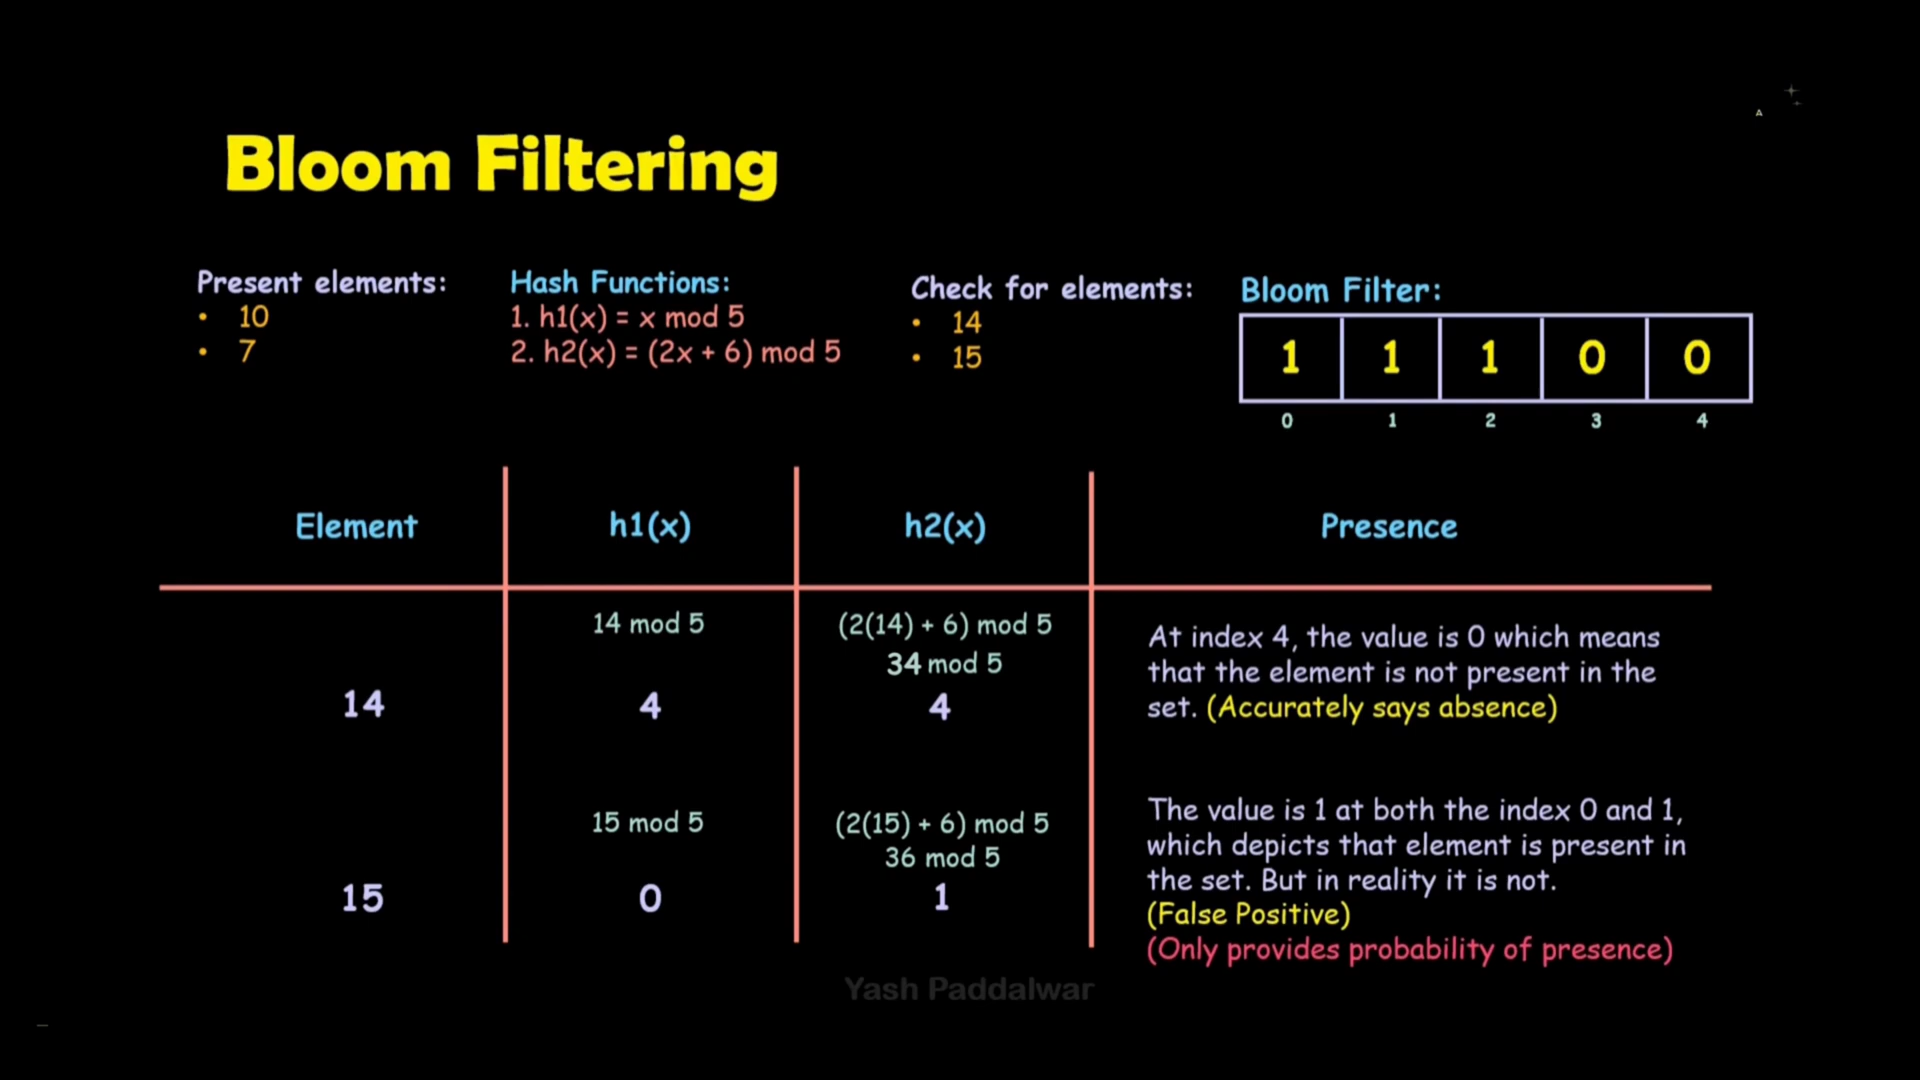 Bloom Filtering
Present elements:
• 10
• 7
Hash Functions:
1. h1(x) = x mod 5
2. h2(x) = (2x + 6) mod 5
Check for elements:
• 14
• 15
Bloom Filter:
1 1 1 0 0
0 1 2 3 4
Element h1(x) h2(x) Presence
14
14 mod 5
4
(2(14) + 6) mod 5
34 mod 5
4
At index 4, the value is 0 which means
that the element is not present in the
set. (Accurately says absence)
15
15 mod 5
0
(2(15) + 6) mod 5
36 mod 5
1
The value is 1 at both the index 0 and 1,
which depicts that element is present in
the set. But in reality it is not.
(False Positive)
(Only provides probability of presence)
Yash Paddalwar